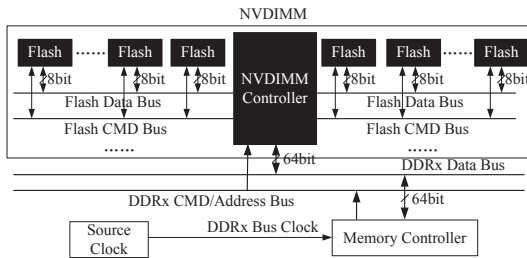 NVDIMM
Flash ...... Flash Flash NVDIMM Controller Flash Flash ...... Flash
8bit 8bit 8bit 8bit 8bit 8bit
Flash Data Bus Flash Data Bus
Flash CMD Bus Flash CMD Bus
...... ......
64bit
DDRx Data Bus
DDRx CMD/Address Bus
64bit
DDRx Bus Clock
Source Clock
Memory Controller